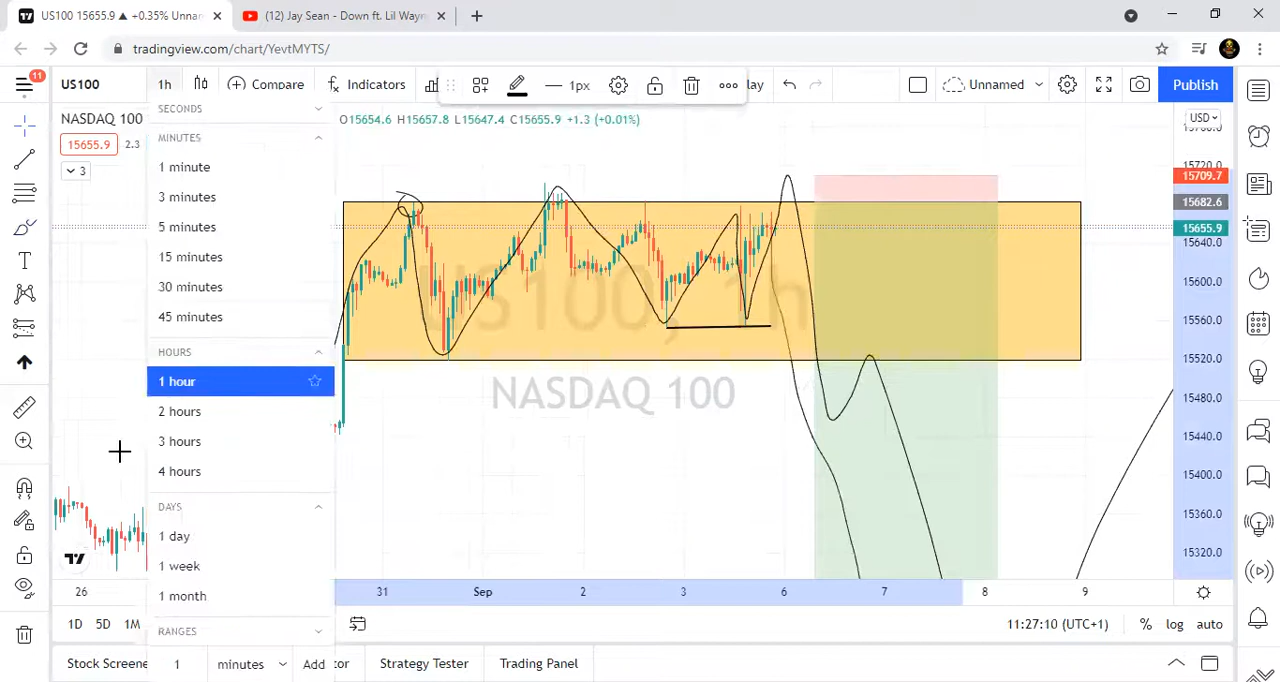 US100 15655.9 ▲ +0.35% Unnar
(12) Jay Sean - Down ft. Lil Wayn
tradingview.com/chart/YevtMYTS/
11
US100
1h
Compare
Indicators
1px
lay
Unnamed
Publish
NASDAQ 100
O15654.6 H15657.8 L15647.4 C15655.9 +1.3 (+0.01%)
15655.9
2.3
3
SECONDS
MINUTES
1 minute
3 minutes
5 minutes
15 minutes
30 minutes
45 minutes
HOURS
1 hour
2 hours
3 hours
4 hours
DAYS
1 day
1 week
1 month
RANGES
1
minutes
Add
US100, 1h
NASDAQ 100
USD
15720.0
15709.7
15682.6
15655.9
15640.0
15600.0
15560.0
15520.0
15480.0
15440.0
15400.0
15360.0
15320.0
26
31
Sep
2
3
6
7
8
9
1D
5D
1M
11:27:10 (UTC+1)
%
log
auto
Stock Screene
tor
Strategy Tester
Trading Panel